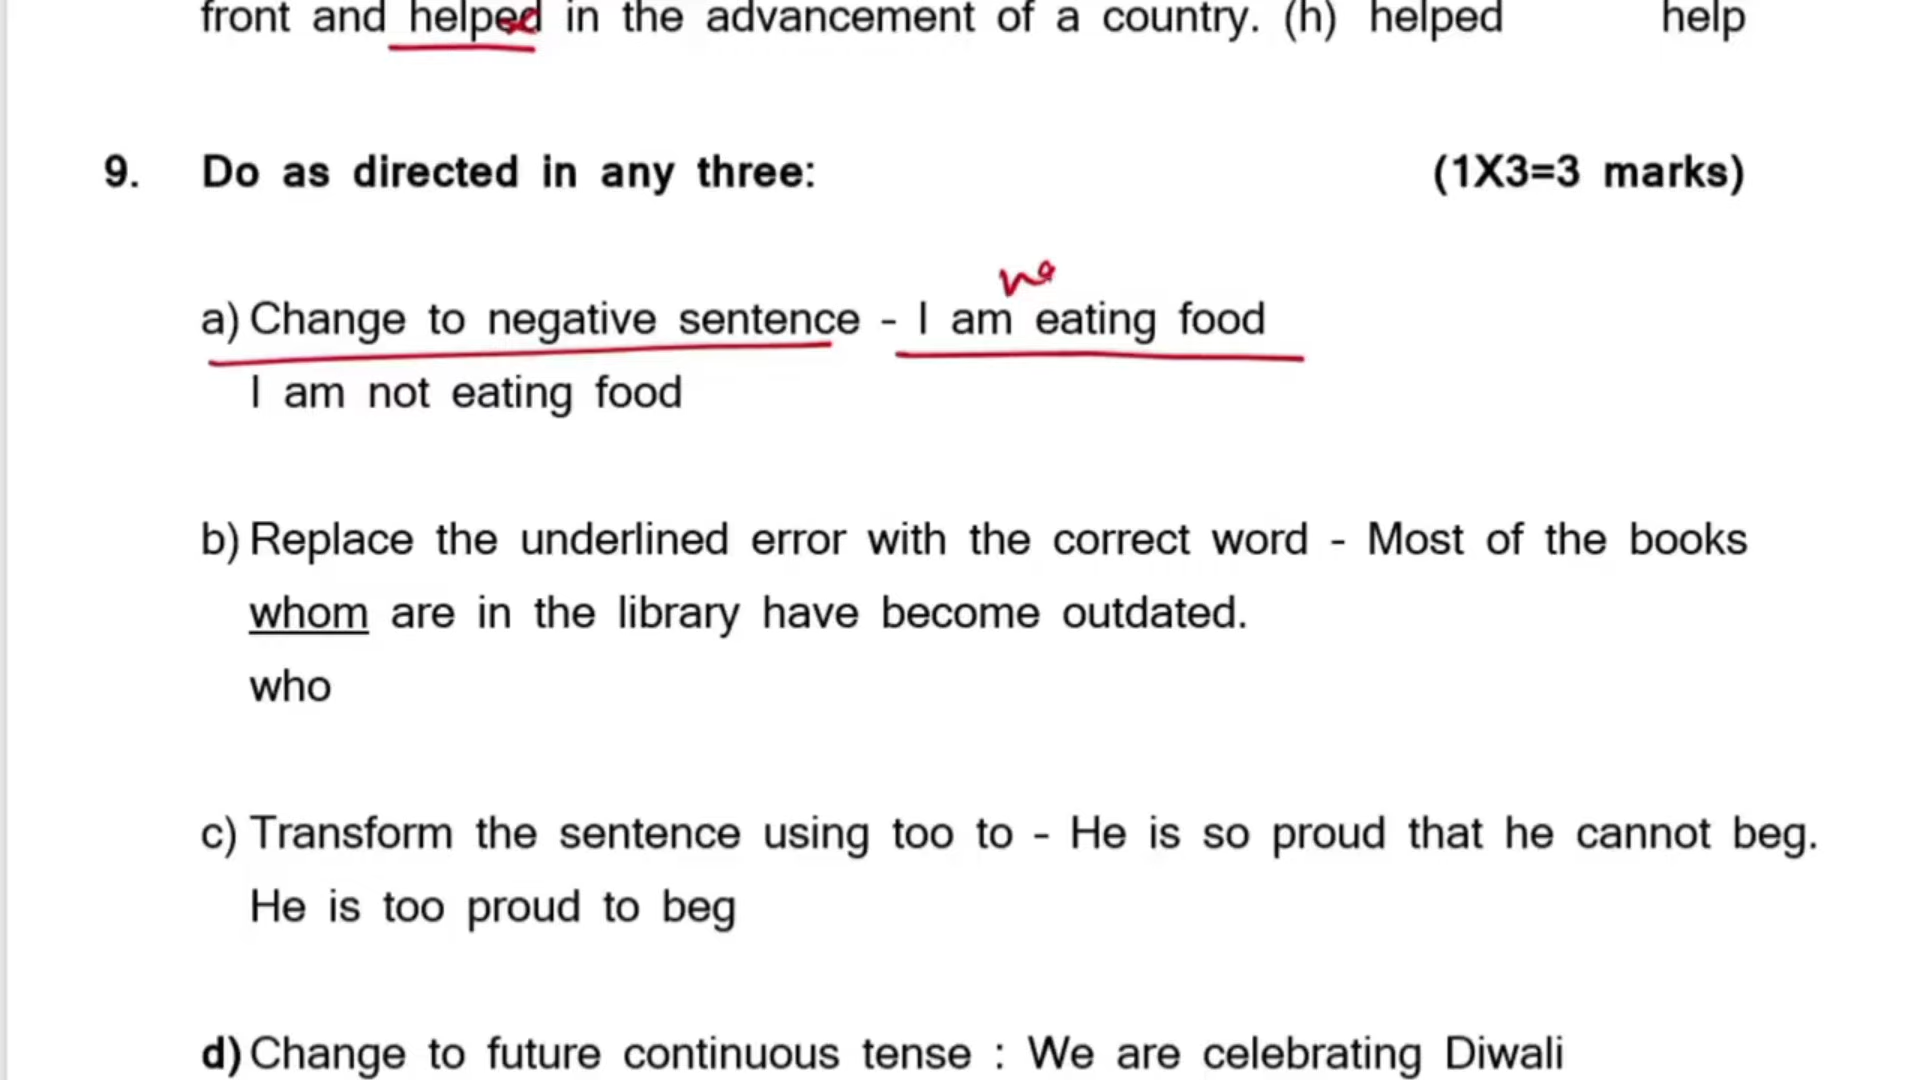 front and helped in the advancement of a country. (h) helped help
9. Do as directed in any three: (1X3=3 marks)
no
a) Change to negative sentence - I am eating food
I am not eating food
b) Replace the underlined error with the correct word - Most of the books
whom are in the library have become outdated.
who
c) Transform the sentence using too to - He is so proud that he cannot beg.
He is too proud to beg
d) Change to future continuous tense : We are celebrating Diwali